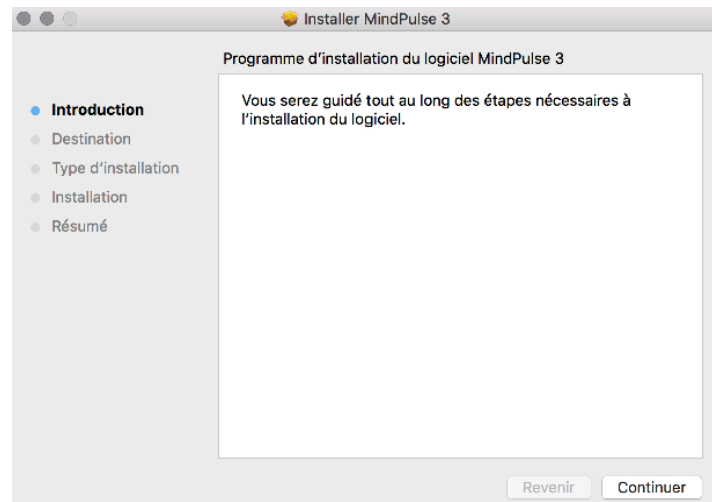 Installer MindPulse 3
Programme d’installation du logiciel MindPulse 3
Introduction
Destination
Type d’installation
Installation
Résumé
Vous serez guidé tout au long des étapes nécessaires à
l’installation du logiciel.
Revenir
Continuer